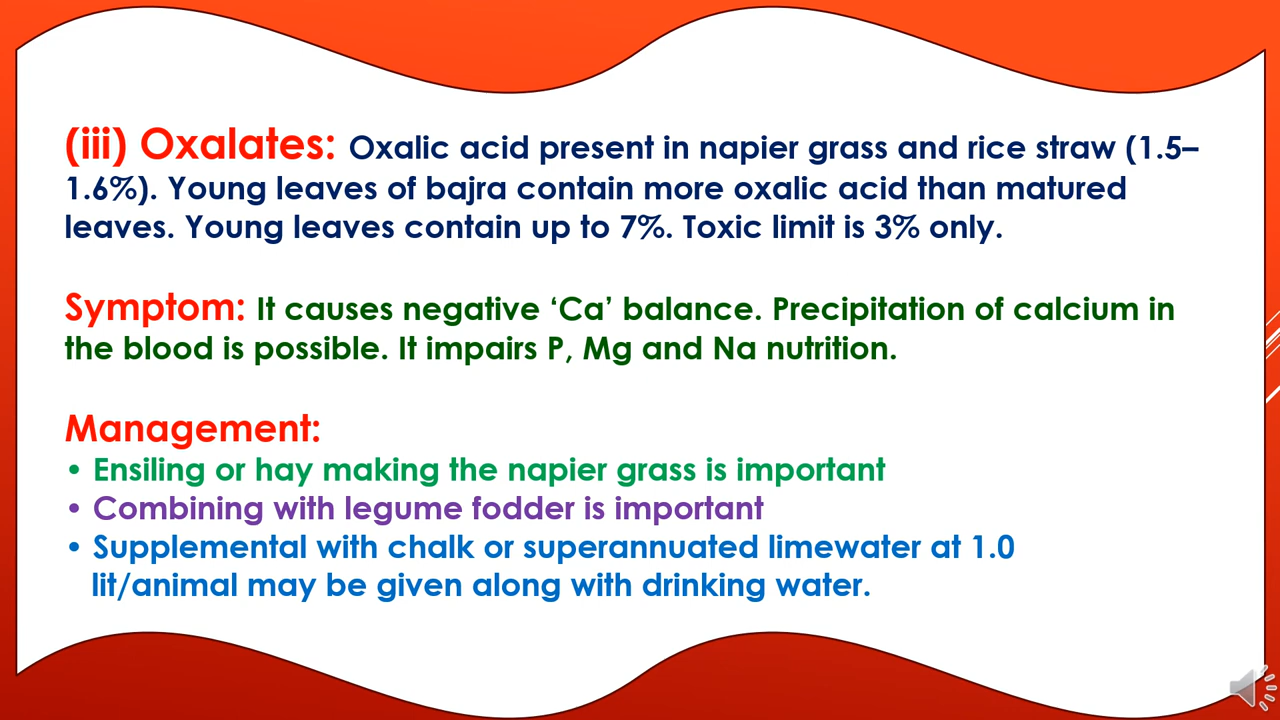 (iii) Oxalates: Oxalic acid present in napier grass and rice straw (1.5–
1.6%). Young leaves of bajra contain more oxalic acid than matured
leaves. Young leaves contain up to 7%. Toxic limit is 3% only.
Symptom: It causes negative ‘Ca’ balance. Precipitation of calcium in
the blood is possible. It impairs P, Mg and Na nutrition.
Management:
• Ensiling or hay making the napier grass is important
• Combining with legume fodder is important
• Supplemental with chalk or superannuated limewater at 1.0
lit/animal may be given along with drinking water.